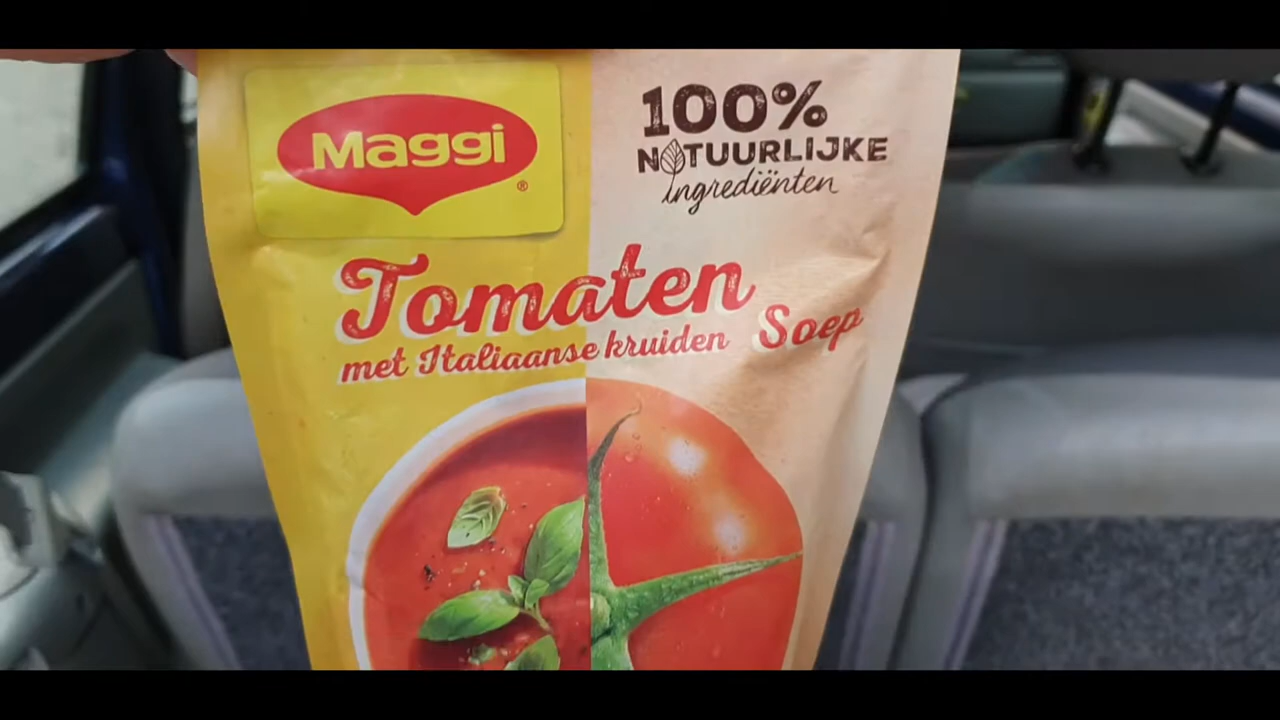 Maggi
®
100%
NATUURLIJKE
ingrediënten
Tomaten
Soep
met Italiaanse kruiden